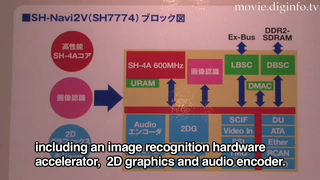 movie.diginfo.tv
■SH-Navi2V(SH7774) ブロック図
高性能
SH-4Aコア
画像認識
2D
Ex-Bus
DDR2-
SDRAM
SH-4A 600MHz
URAM
画像認識
LBSC
DBSC
DMAC
Audio
エンコーダ
2DG
SCIF
Video In
DU
ATA
Ether
RCAN
including an image recognition hardware
accelerator, 2D graphics and audio encoder.